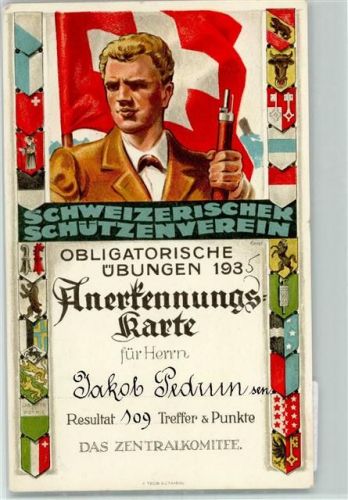 SCHWEIZERISCHER
SCHÜTZENVEREIN
OBLIGATORISCHE
ÜBUNGEN 1935
Anerkennungs-
Karte
für Herrn
Jakob Pedrun sen.
Resultat 109 Treffer & Punkte
DAS ZENTRALKOMITEE.